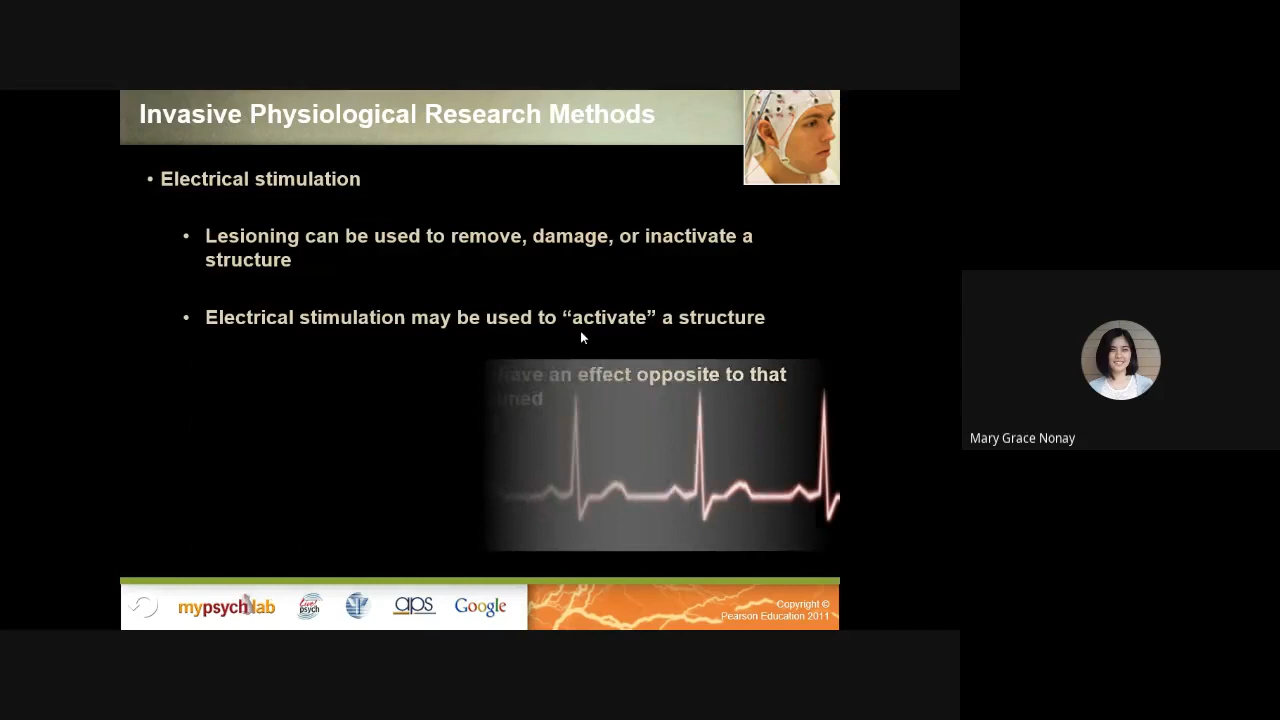 Invasive Physiological Research Methods
• Electrical stimulation
• Lesioning can be used to remove, damage, or inactivate a
structure
• Electrical stimulation may be used to “activate” a structure
have an effect opposite to that
Mary Grace Nonay
mypsychlab
psych
aps
Google
Copyright ©
Pearson Education 2011